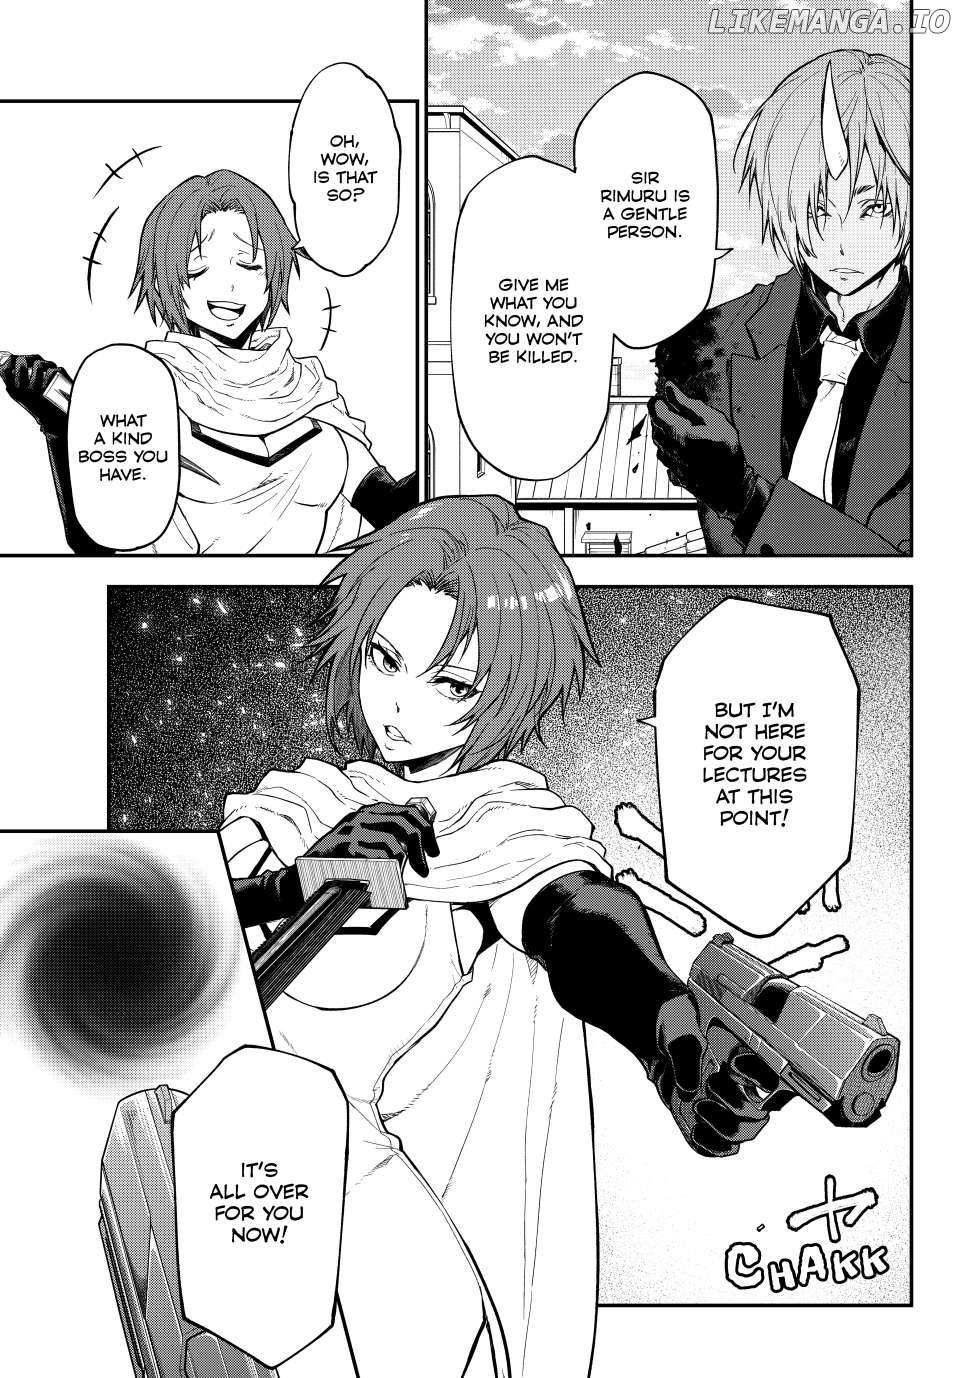 LIKEMANGA.IO
SIR
RIMURU IS
A GENTLE
PERSON.
GIVE ME
WHAT YOU
KNOW, AND
YOU WON'T
BE KILLED.
OH,
WOW,
IS THAT
SO?
WHAT
A KIND
BOSS YOU
HAVE.
BUT I'M
NOT HERE
FOR YOUR
LECTURES
AT THIS
POINT!
CHAKK
IT'S
ALL OVER
FOR YOU
NOW!